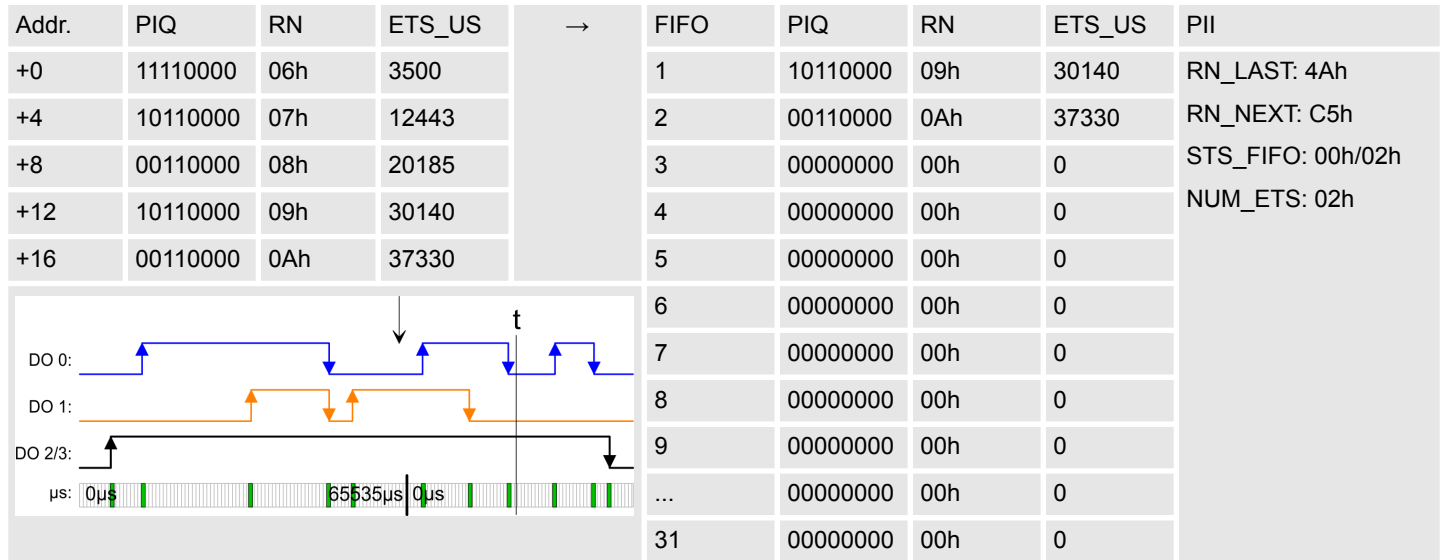 Addr. PIQ RN ETS_US → FIFO PIQ RN ETS_US PII
+0 11110000 06h 3500 1 10110000 09h 30140 RN_LAST: 4Ah
+4 10110000 07h 12443 2 00110000 0Ah 37330 RN_NEXT: C5h
+8 00110000 08h 20185 3 00000000 00h 0 STS_FIFO: 00h/02h
+12 10110000 09h 30140 4 00000000 00h 0 NUM_ETS: 02h
+16 00110000 0Ah 37330 5 00000000 00h 0
6 00000000 00h 0
t
DO 0: 7 00000000 00h 0
DO 1: 8 00000000 00h 0
DO 2/3: 9 00000000 00h 0
µs: 0µs 65535µs 0µs ... 00000000 00h 0
31 00000000 00h 0